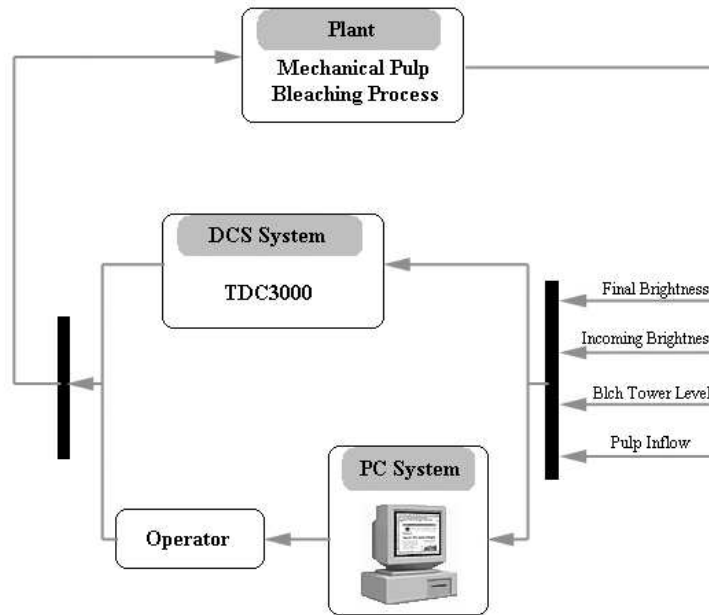 Plant
Mechanical Pulp
Bleaching Process
DCS System
TDC3000
Final Brightness
Incoming Brightness
Blch Tower Level
Pulp Inflow
PC System
Operator